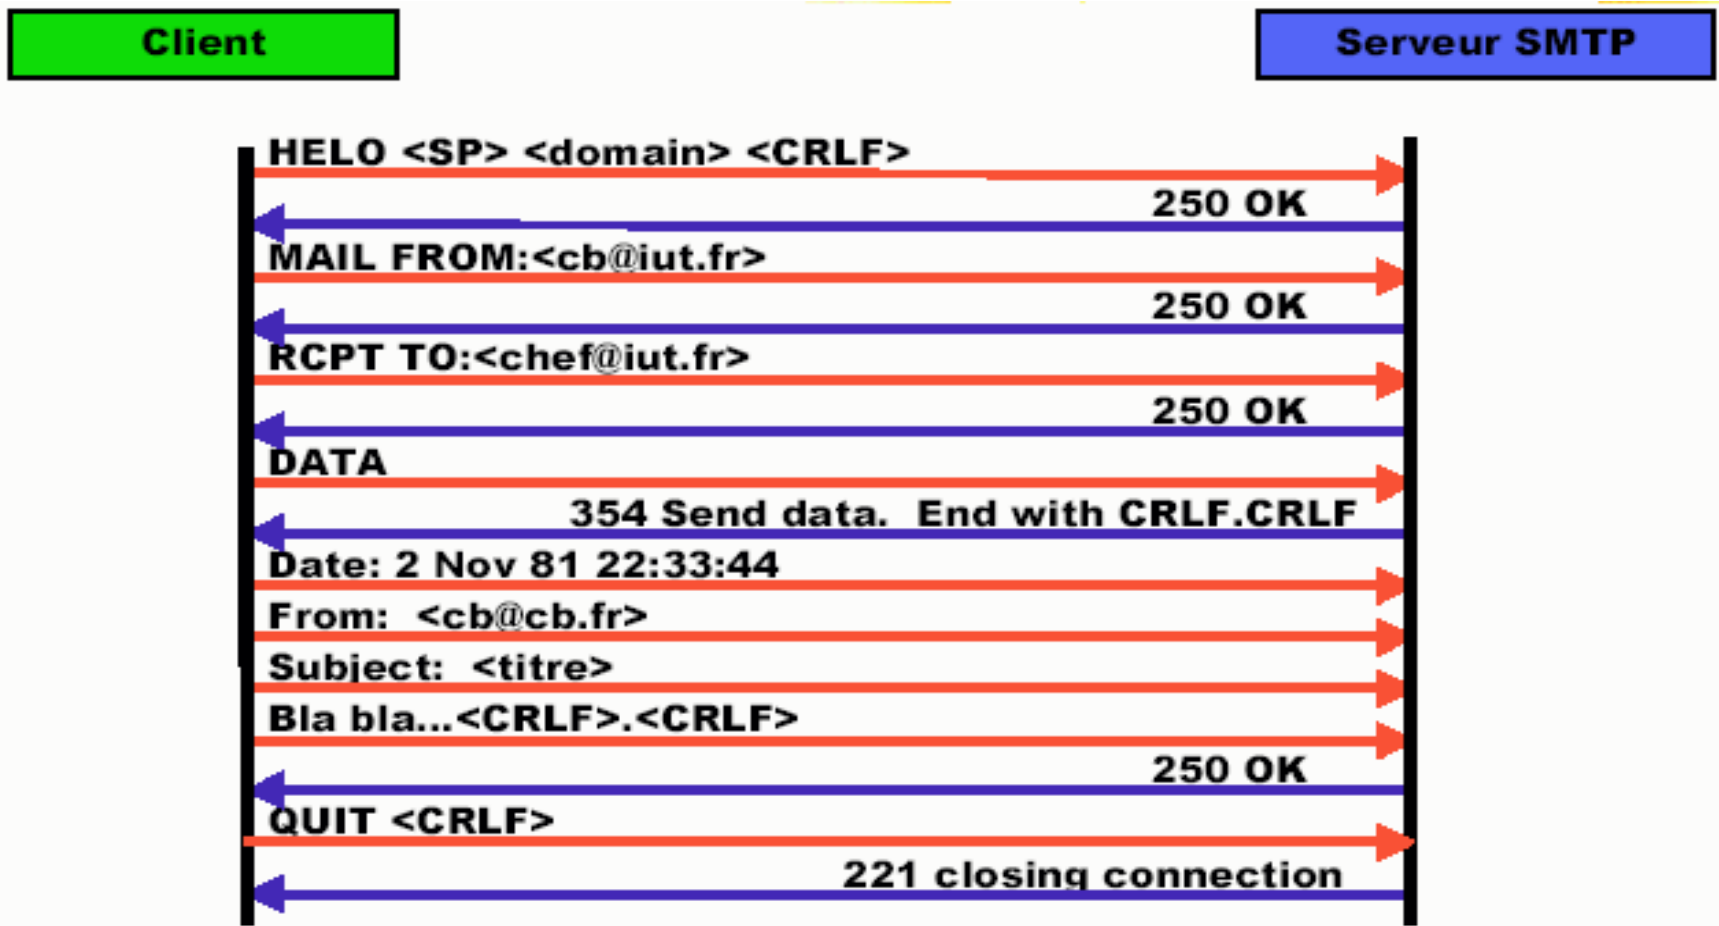 Client
Serveur SMTP
HELO <SP> <domain> <CRLF>
250 OK
MAIL FROM:<cb@iut.fr>
250 OK
RCPT TO:<chef@iut.fr>
250 OK
DATA
354 Send data.  End with CRLF.CRLF
Date: 2 Nov 81 22:33:44
From:  <cb@cb.fr>
Subject:  <titre>
Bla bla...<CRLF>.<CRLF>
250 OK
QUIT <CRLF>
221 closing connection